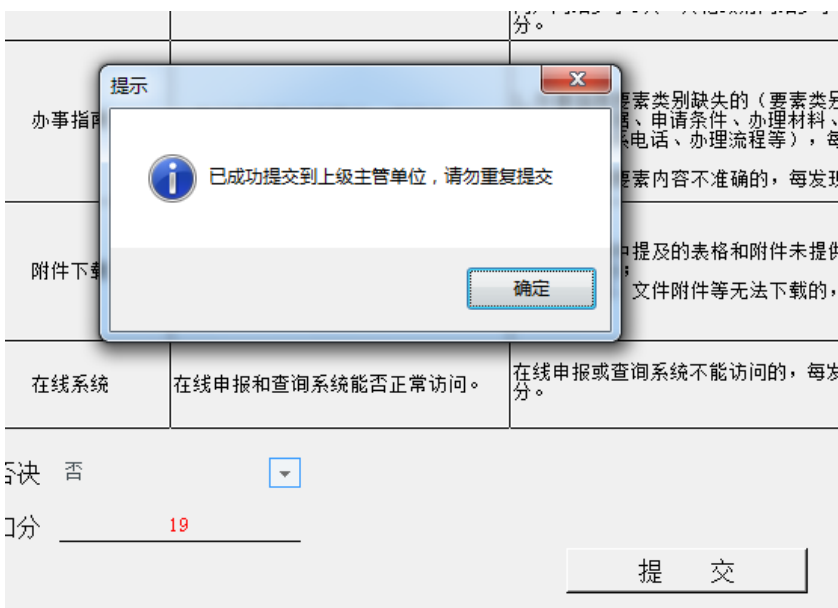 分。
提示
办事指
要素类别缺失的（要素类
、申请条件、办理材料、
电话、办理流程等），每
已成功提交到上级主管单位，请勿重复提交
要素内容不准确的，每发现
附件下
提及的表格和附件未提供
；
确定
文件附件等无法下载的，
在线系统
在线申报和查询系统能否正常访问。
在线申报或查询系统不能访问的，每发
分。
否决 否
扣分 19
提 交